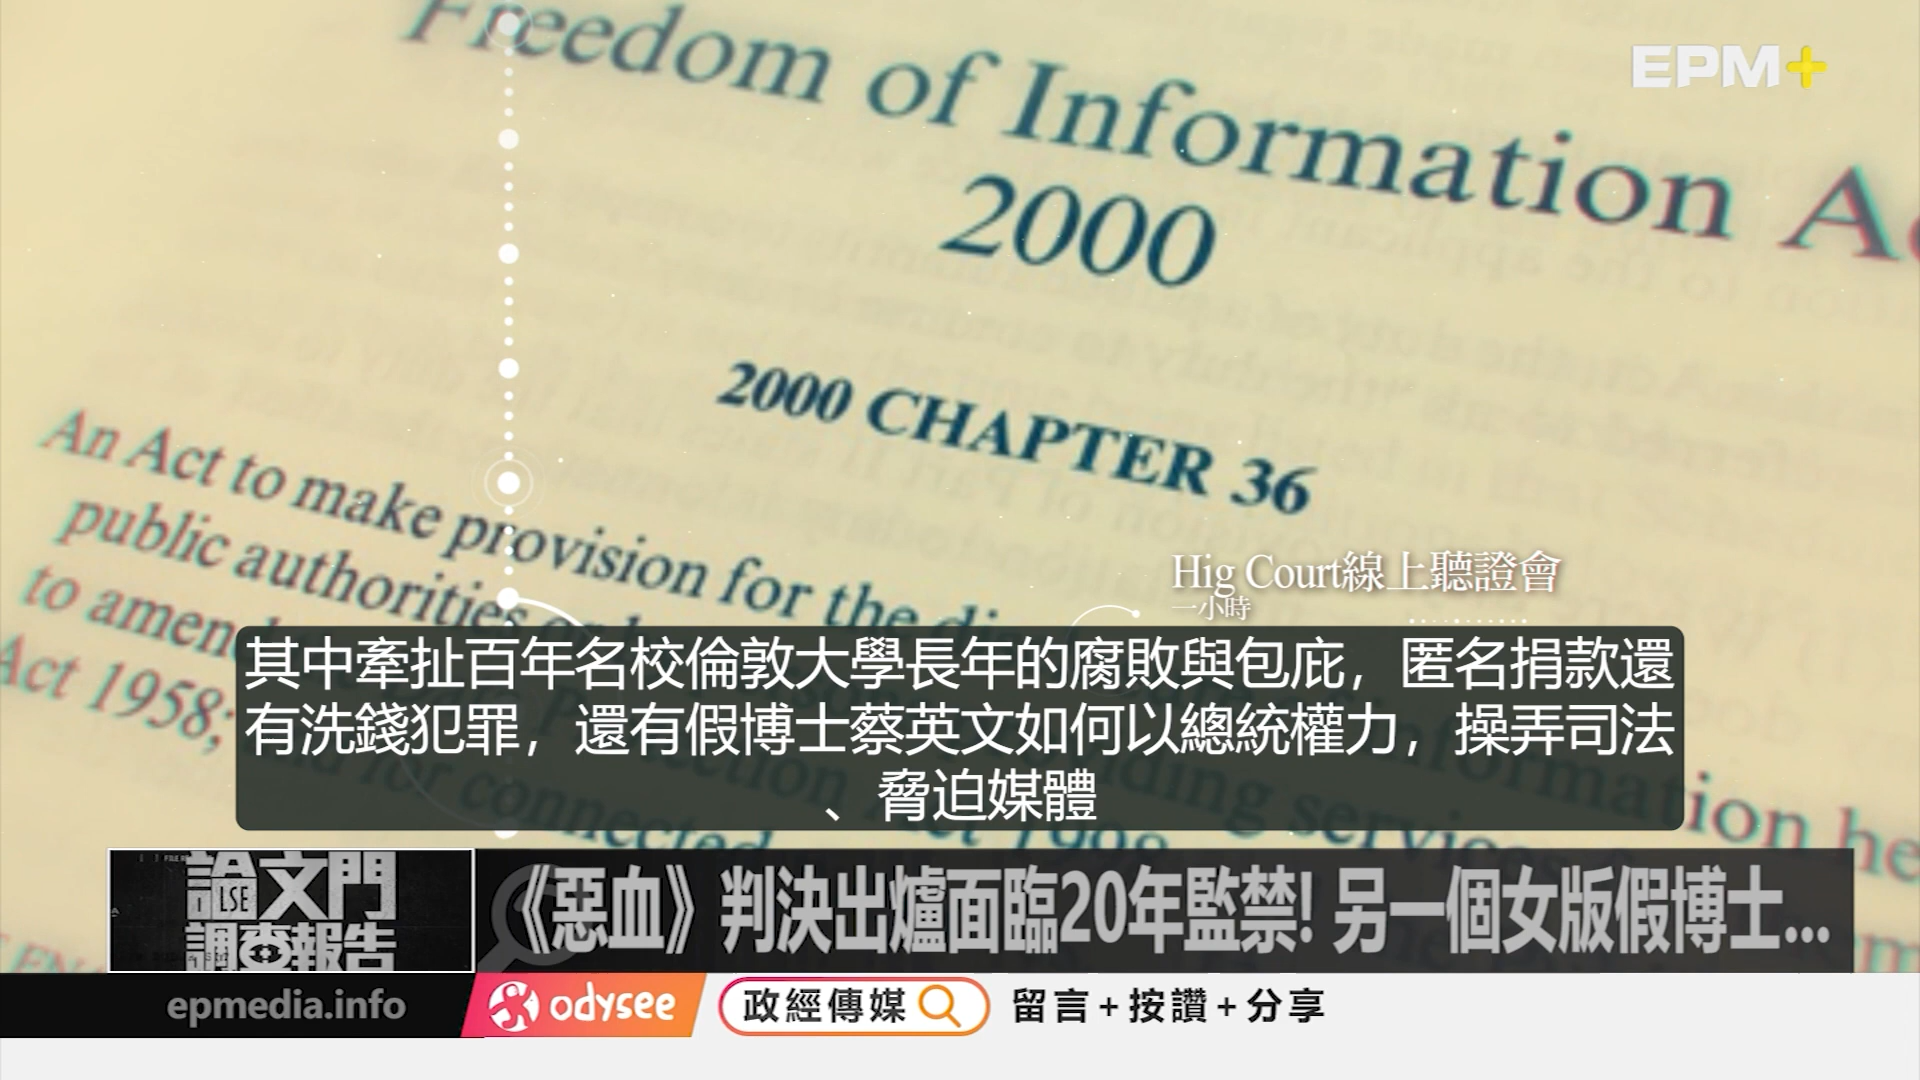 Freedom of Information A
2000
EPM+
2000 CHAPTER 36
An Act to make provision for the
public authorities
to amend
Act 1958;
Hig Court線上聽證會
一小時
其中牽扯百年名校倫敦大學長年的腐敗與包庇，匿名捐款還
有洗錢犯罪，還有假博士蔡英文如何以總統權力，操弄司法
、脅迫媒體
論文門
LSE
調查報告
《惡血》判決出爐面臨20年監禁! 另一個女版假博士...
epmedia.info
odysee
政經傳媒
留言+按讚+分享